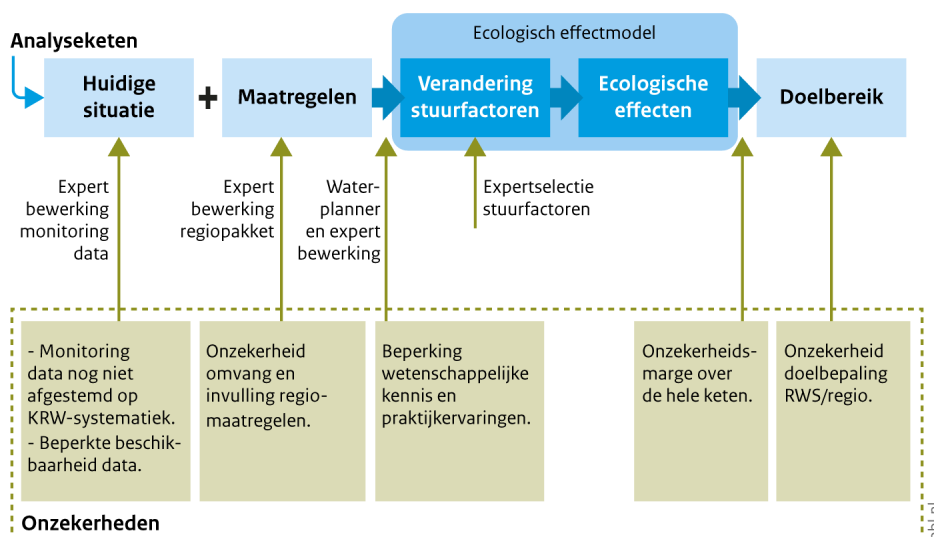 Ecologisch effectmodel
Analyseketen
Huidige
situatie
+
Maatregelen
Verandering
stuurfactoren
Ecologische
effecten
Doelbereik
Expert
bewerking
monitoring
data
Expert
bewerking
regiopakket
Water-
planner
en expert
bewerking
Expertselectie
stuurfactoren
- Monitoring
data nog niet
afgestemd op
KRW-systematiek.
- Beperkte beschik-
baarheid data.
Onzekerheid
omvang en
invulling regio-
maatregelen.
Beperking
wetenschappelijke
kennis en
praktijkervaringen.
Onzekerheids-
marge over
de hele keten.
Onzekerheid
doelbepaling
RWS/regio.
Onzekerheden